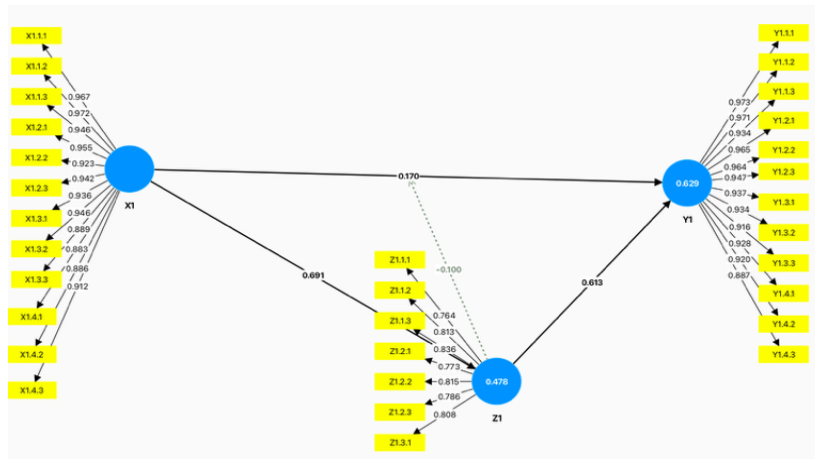 X1.1.1
X1.1.2
X1.1.3
X1.2.1
X1.2.2
X1.2.3
X1.3.1
X1.3.2
X1.3.3
X1.4.1
X1.4.2
X1.4.3
0.967
0.972
0.946
0.955
0.923
0.942
0.936
0.946
0.889
0.883
0.886
0.912
X1
0.170
0.691
-0.100
0.613
Z1.1.1
Z1.1.2
Z1.1.3
Z1.2.1
Z1.2.2
Z1.2.3
Z1.3.1
0.764
0.813
0.836
0.773
0.815
0.786
0.808
0.478
Z1
0.629
Y1
0.973
0.971
0.934
0.965
0.964
0.947
0.937
0.934
0.916
0.928
0.920
0.887
Y1.1.1
Y1.1.2
Y1.1.3
Y1.2.1
Y1.2.2
Y1.2.3
Y1.3.1
Y1.3.2
Y1.3.3
Y1.4.1
Y1.4.2
Y1.4.3